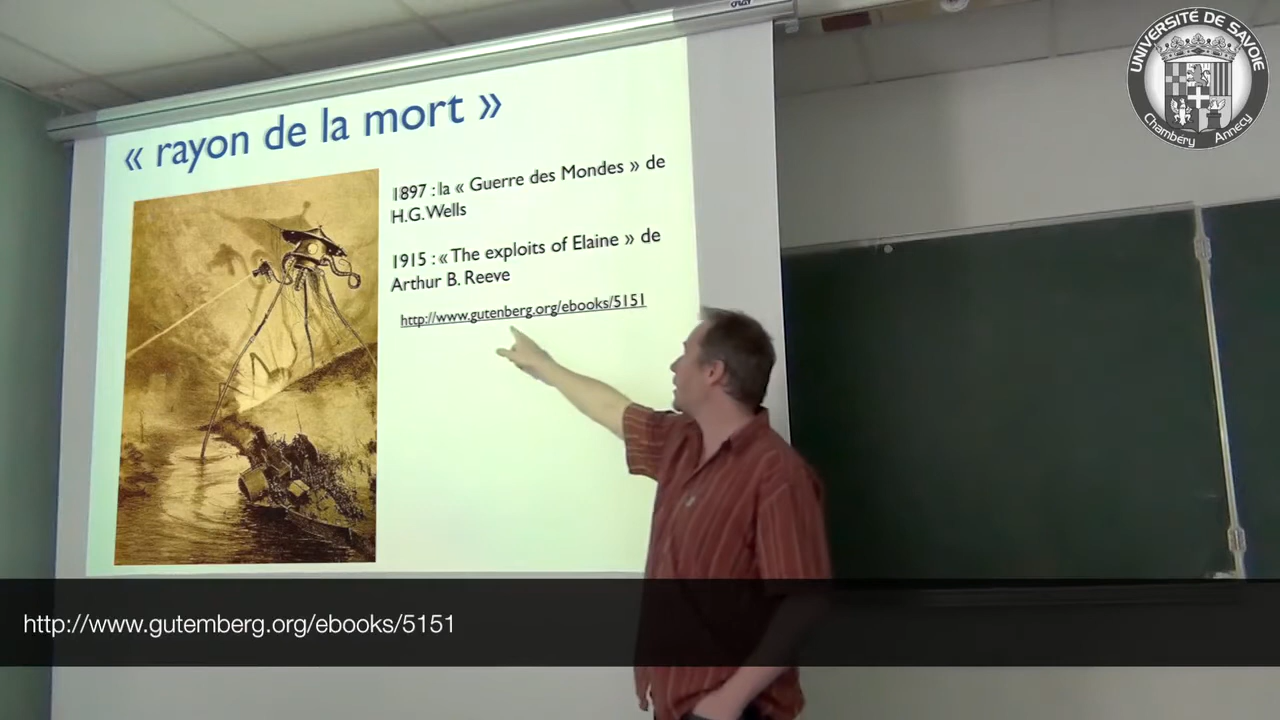 UNIVERSITÉ DE SAVOIE
Chambéry Annecy
« rayon de la mort »
1897 : la « Guerre des Mondes » de
H.G. Wells
1915 : « The exploits of Elaine » de
Arthur B. Reeve
http://www.gutenberg.org/ebooks/5151
http://www.gutemberg.org/ebooks/5151